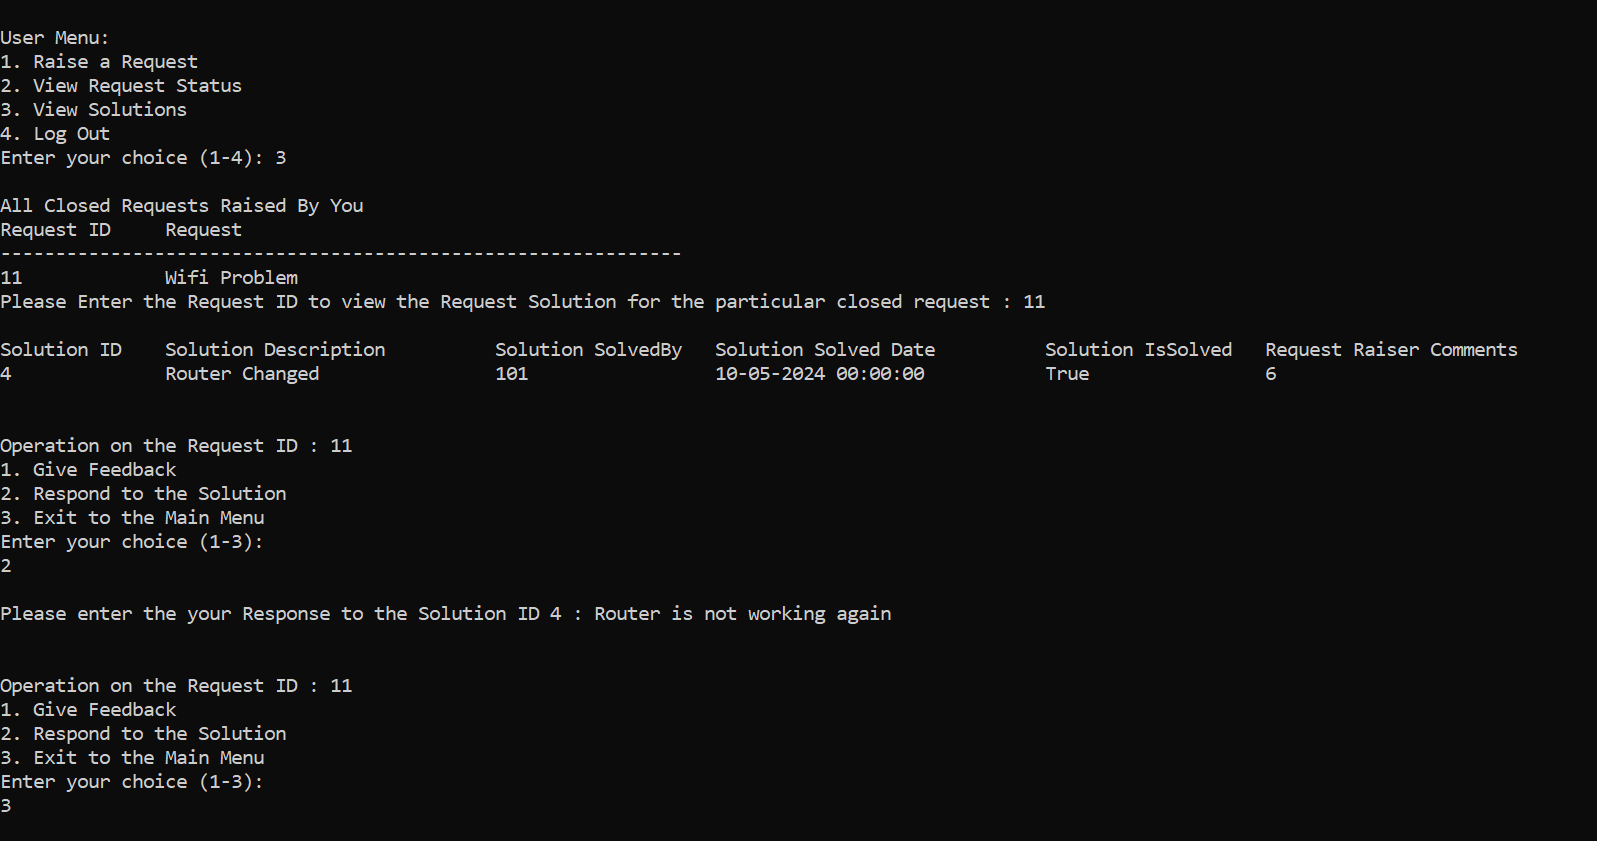 User Menu:
1. Raise a Request
2. View Request Status
3. View Solutions
4. Log Out
Enter your choice (1-4): 3
All Closed Requests Raised By You
Request ID     Request
--------------------------------------------------------------
11             Wifi Problem
Please Enter the Request ID to view the Request Solution for the particular closed request : 11
Solution ID    Solution Description          Solution SolvedBy   Solution Solved Date          Solution IsSolved   Request Raiser Comments
4              Router Changed                101                 10-05-2024 00:00:00           True                6
Operation on the Request ID : 11
1. Give Feedback
2. Respond to the Solution
3. Exit to the Main Menu
Enter your choice (1-3):
2
Please enter the your Response to the Solution ID 4 : Router is not working again
Operation on the Request ID : 11
1. Give Feedback
2. Respond to the Solution
3. Exit to the Main Menu
Enter your choice (1-3):
3